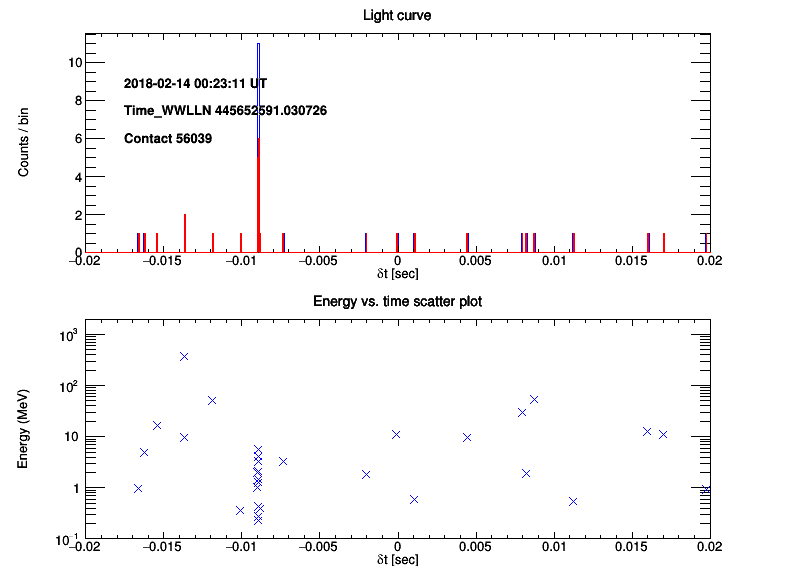 Light curve
10
8
6
4
2
0
Counts / bin
2018-02-14 00:23:11 UT
Time_WWLLN 445652591.030726
Contact 56039
−0.02 −0.015 −0.01 −0.005 0 0.005 0.01 0.015 0.02
δt [sec]
Energy vs. time scatter plot
10³
10²
10
1
10⁻¹
Energy (MeV)
−0.02 −0.015 −0.01 −0.005 0 0.005 0.01 0.015 0.02
δt [sec]